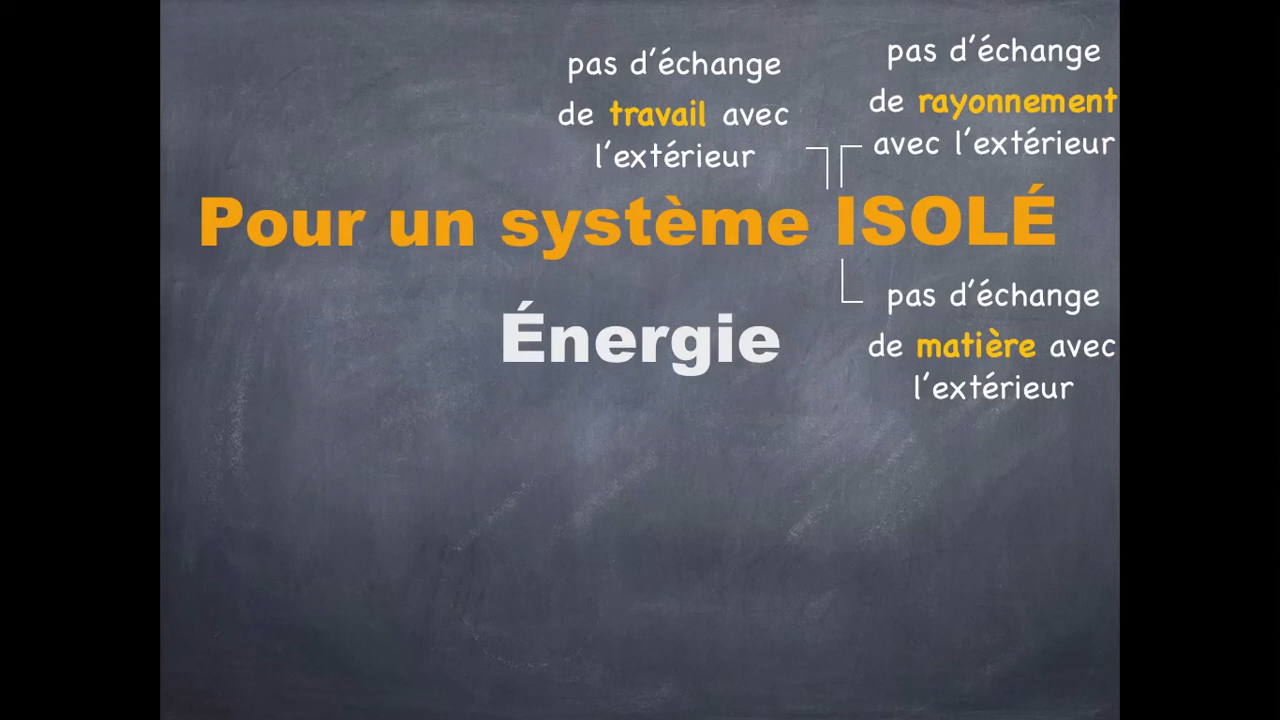 pas d'échange
de travail avec
l'extérieur
pas d'échange
de rayonnement
avec l'extérieur
Pour un système ISOLÉ
Énergie
pas d'échange
de matière avec
l'extérieur